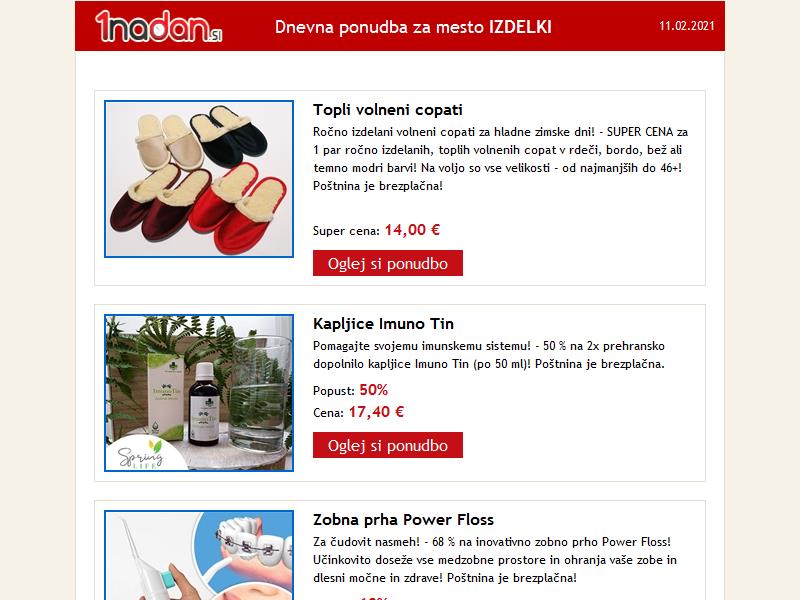 1nadan.SI
Dnevna ponudba za mesto IZDELKI
11.02.2021
Topli volneni copati
Ročno izdelani volneni copati za hladne zimske dni! - SUPER CENA za
1 par ročno izdelanih, toplih volnenih copat v rdeči, bordo, bež ali
temno modri barvi! Na voljo so vse velikosti - od najmanjših do 46+!
Poštnina je brezplačna!
Super cena: 14,00 €
Oglej si ponudbo
Kapljice Imuno Tin
Pomagajte svojemu imunskemu sistemu! - 50 % na 2x prehransko
dopolnilo kapljice Imuno Tin (po 50 ml)! Poštnina je brezplačna.
Popust: 50%
Cena: 17,40 €
Oglej si ponudbo
ImunoTin
Spring
LIFE
Zobna prha Power Floss
Za čudovit nasmeh! - 68 % na inovativno zobno prho Power Floss!
Učinkovito doseže vse medzobne prostore in ohranja vaše zobe in
dlesni močne in zdrave! Poštnina je brezplačna!